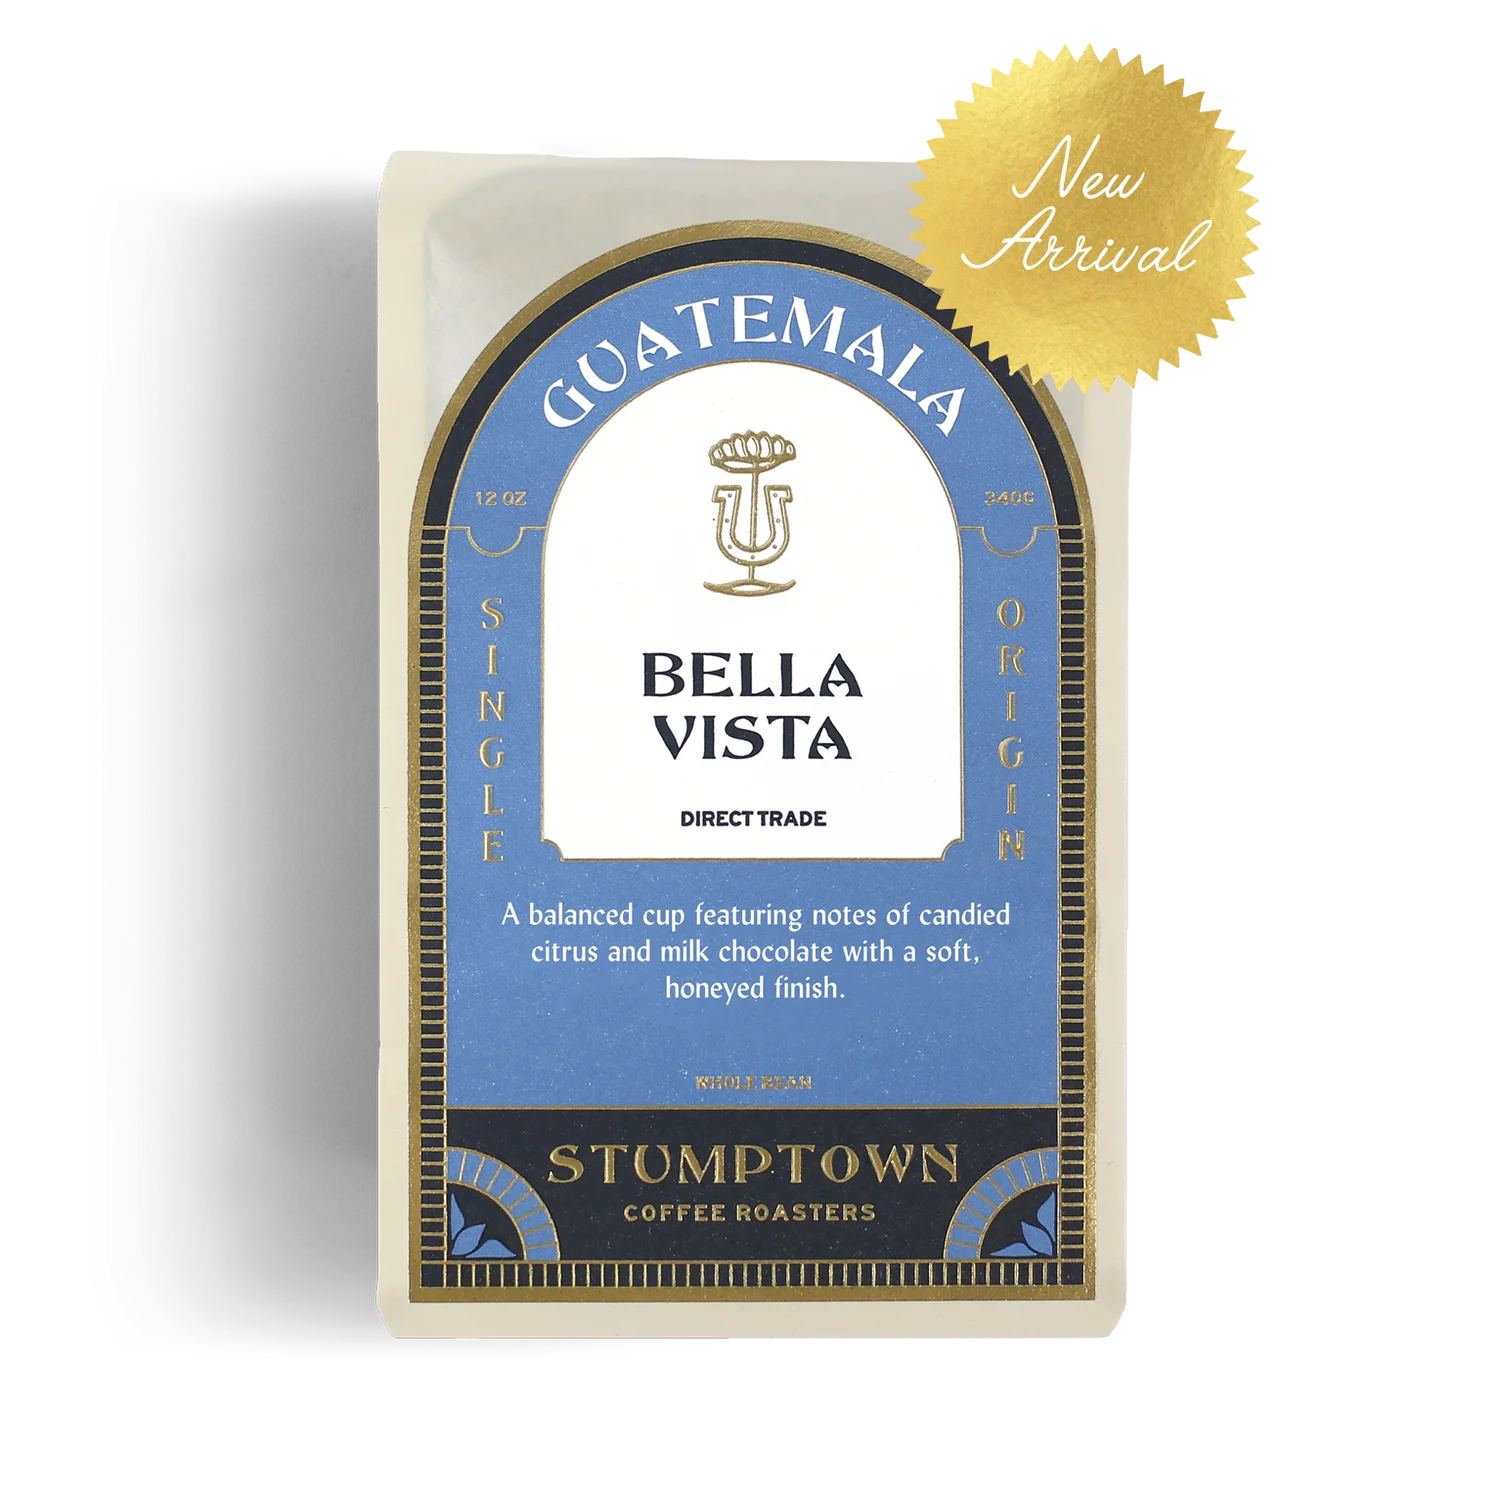 New
Arrival
GUATEMALA
12 OZ
340G
SINGLE
ORIGIN
BELLA
VISTA
DIRECT TRADE
A balanced cup featuring notes of candied
citrus and milk chocolate with a soft,
honeyed finish.
WHOLE BEAN
STUMPTOWN
COFFEE ROASTERS